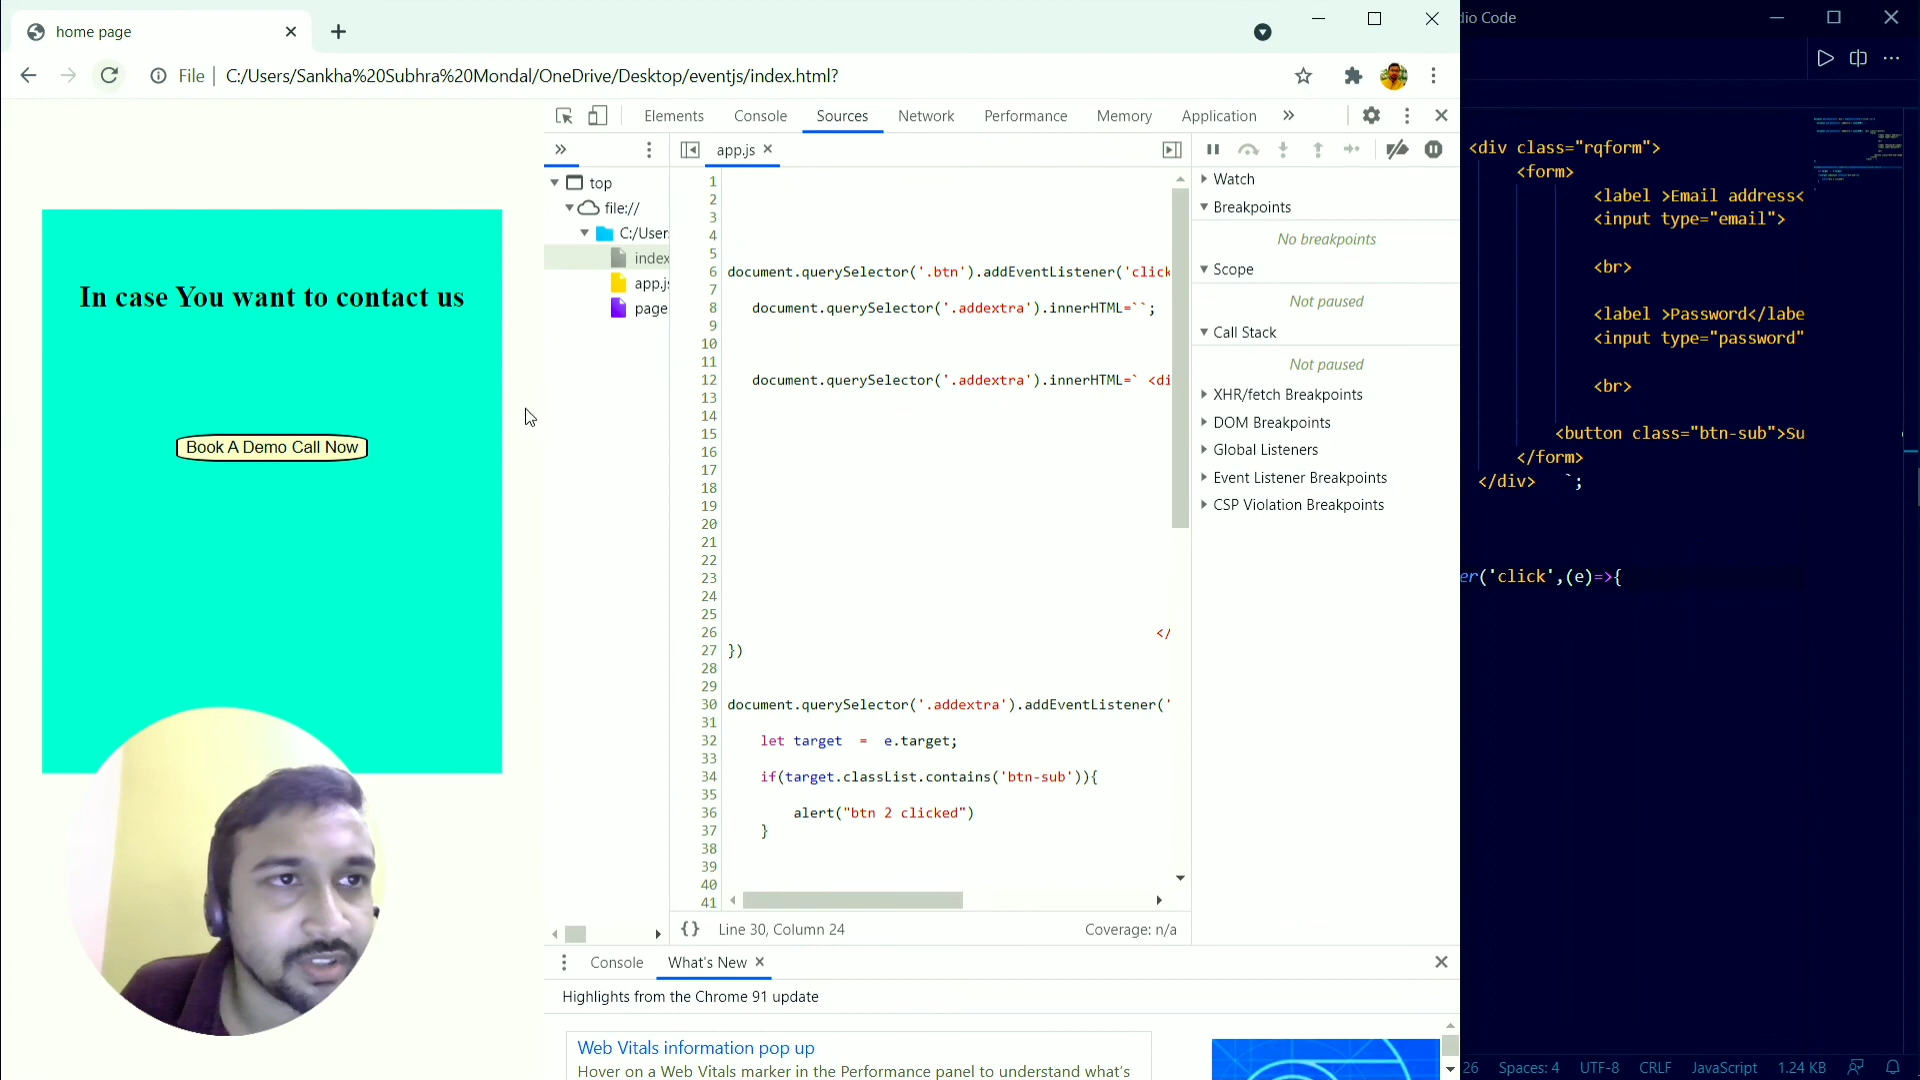 home page
dio Code
File
C:/Users/Sankha%20Subhra%20Mondal/OneDrive/Desktop/eventjs/index.html?
Elements
Console
Sources
Network
Performance
Memory
Application
app.js
top
file://
C:/User
index
app.j
page
In case You want to contact us
Book A Demo Call Now
1
2
3
4
5
6 document.querySelector('.btn').addEventListener('click
7
8 document.querySelector('.addextra').innerHTML=``;
9
10
11
12 document.querySelector('.addextra').innerHTML=` <di
13
14
15
16
17
18
19
20
21
22
23
24
25
26 </
27 })
28
29
30 document.querySelector('.addextra').addEventListener('
31
32 let target = e.target;
33
34 if(target.classList.contains('btn-sub')){
35
36 alert("btn 2 clicked")
37 }
38
39
40
41
{} Line 30, Column 24
Coverage: n/a
Watch
Breakpoints
No breakpoints
Scope
Not paused
Call Stack
Not paused
XHR/fetch Breakpoints
DOM Breakpoints
Global Listeners
Event Listener Breakpoints
CSP Violation Breakpoints
Console
What's New
Highlights from the Chrome 91 update
Web Vitals information pop up
Hover on a Web Vitals marker in the Performance panel to understand what's
<div class="rqform">
<form>
<label >Email address<
<input type="email">
<br>
<label >Password</labe
<input type="password"
<br>
<button class="btn-sub">Su
</form>
</div> `;
er('click',(e)=>{
26
Spaces: 4
UTF-8
CRLF
JavaScript
1.24 KB